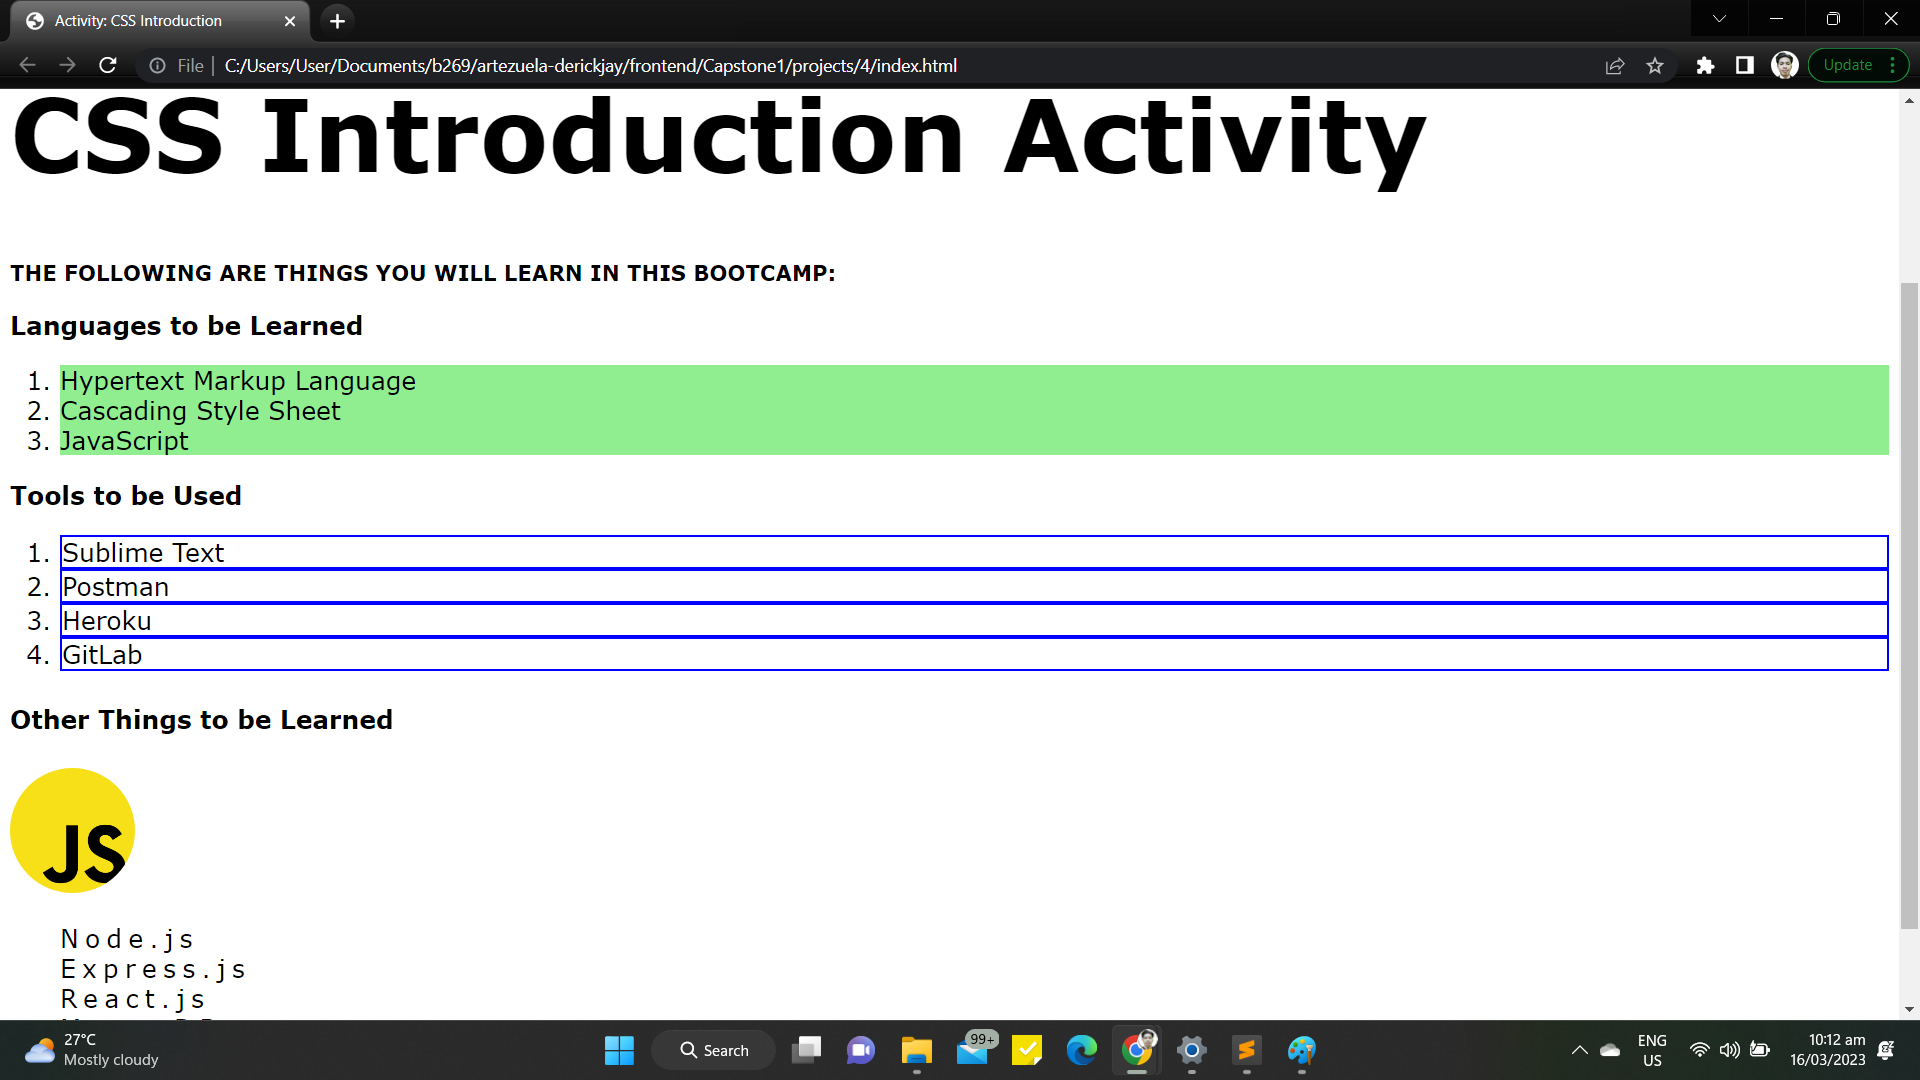 Activity: CSS Introduction
File
C:/Users/User/Documents/b269/artezuela-derickjay/frontend/Capstone1/projects/4/index.html
Update
CSS Introduction Activity
THE FOLLOWING ARE THINGS YOU WILL LEARN IN THIS BOOTCAMP:
Languages to be Learned
1. Hypertext Markup Language
2. Cascading Style Sheet
3. JavaScript
Tools to be Used
1. Sublime Text
2. Postman
3. Heroku
4. GitLab
Other Things to be Learned
JS
Node.js
Express.js
React.js
27°C
Mostly cloudy
Search
99+
ENG
US
10:12 am
16/03/2023